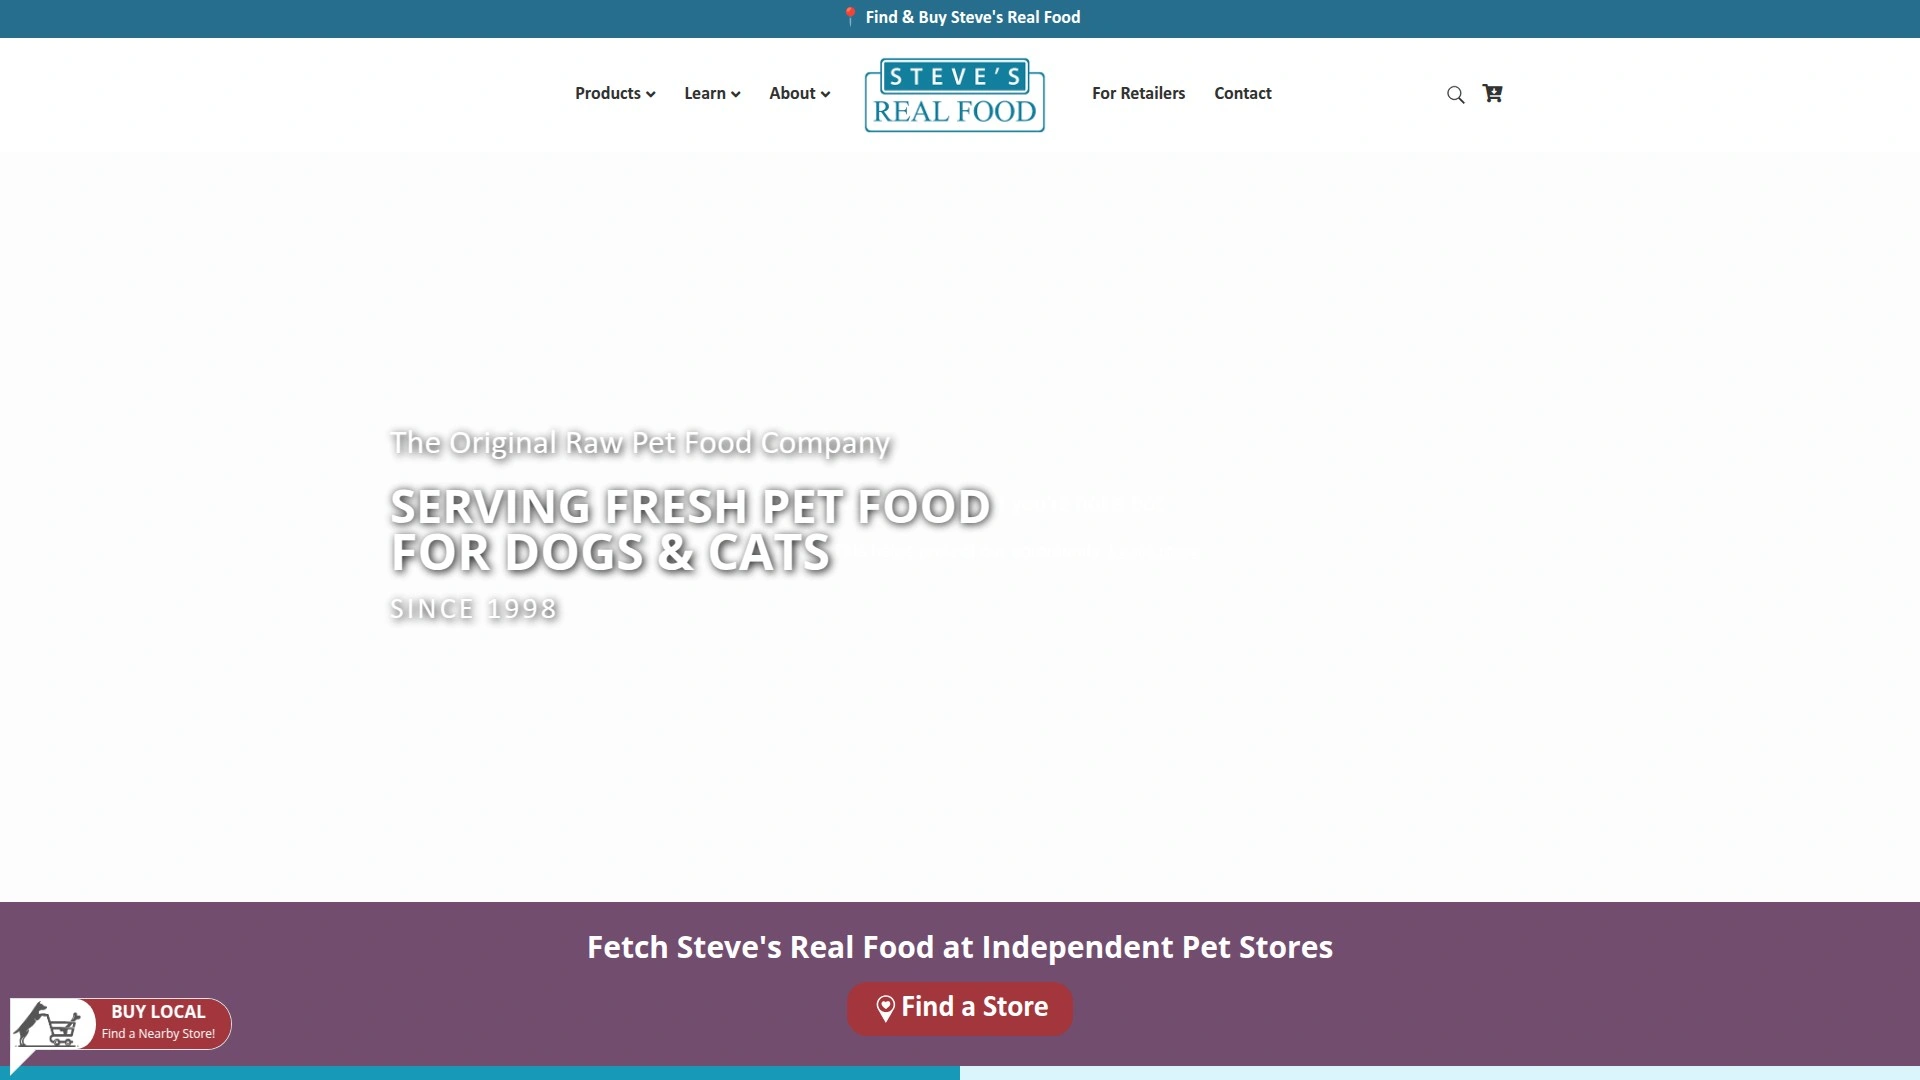 📍 Find & Buy Steve's Real Food
Products
Learn
About
STEVE'S
REAL FOOD
For Retailers
Contact
The Original Raw Pet Food Company
SERVING FRESH PET FOOD
FOR DOGS & CATS
SINCE 1998
Fetch Steve's Real Food at Independent Pet Stores
Find a Store
BUY LOCAL
Find a Nearby Store!